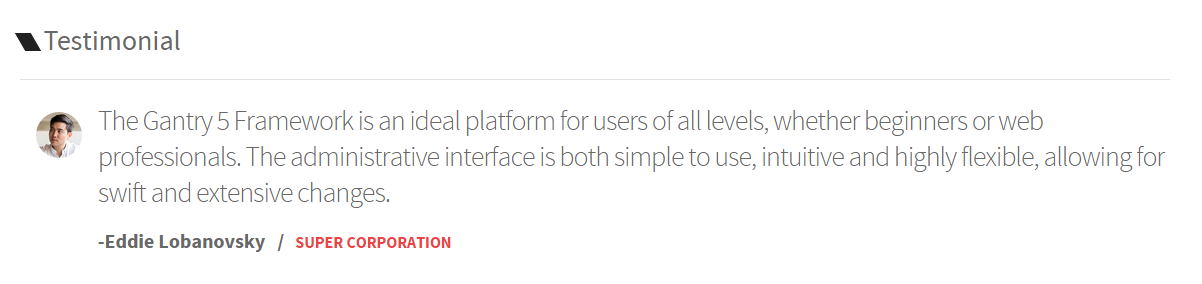 Testimonial
The Gantry 5 Framework is an ideal platform for users of all levels, whether beginners or web
professionals. The administrative interface is both simple to use, intuitive and highly flexible, allowing for
swift and extensive changes.
-Eddie Lobanovsky / SUPER CORPORATION